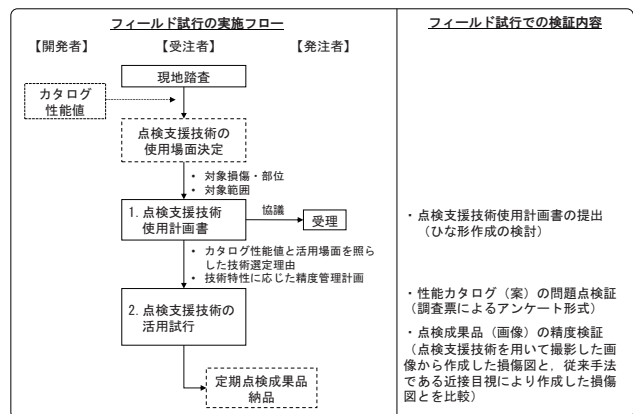 フィールド試行の実施フロー
【開発者】 【受注者】 【発注者】
現地踏査
カタログ
性能値
点検支援技術の
使用場面決定
・ 対象損傷・部位
・ 対象範囲
1. 点検支援技術
使用計画書
協議
受理
・ カタログ性能値と活用場面を照ら
した技術選定理由
・ 技術特性に応じた精度管理計画
2. 点検支援技術の
活用試行
定期点検成果品
納品
フィールド試行での検証内容
・点検支援技術使用計画書の提出
（ひな形作成の検討）
・性能カタログ（案）の問題点検証
（調査票によるアンケート形式）
・点検成果品（画像）の精度検証
（点検支援技術を用いて撮影した画
像から作成した損傷図と，従来手法
である近接目視により作成した損傷
図とを比較）